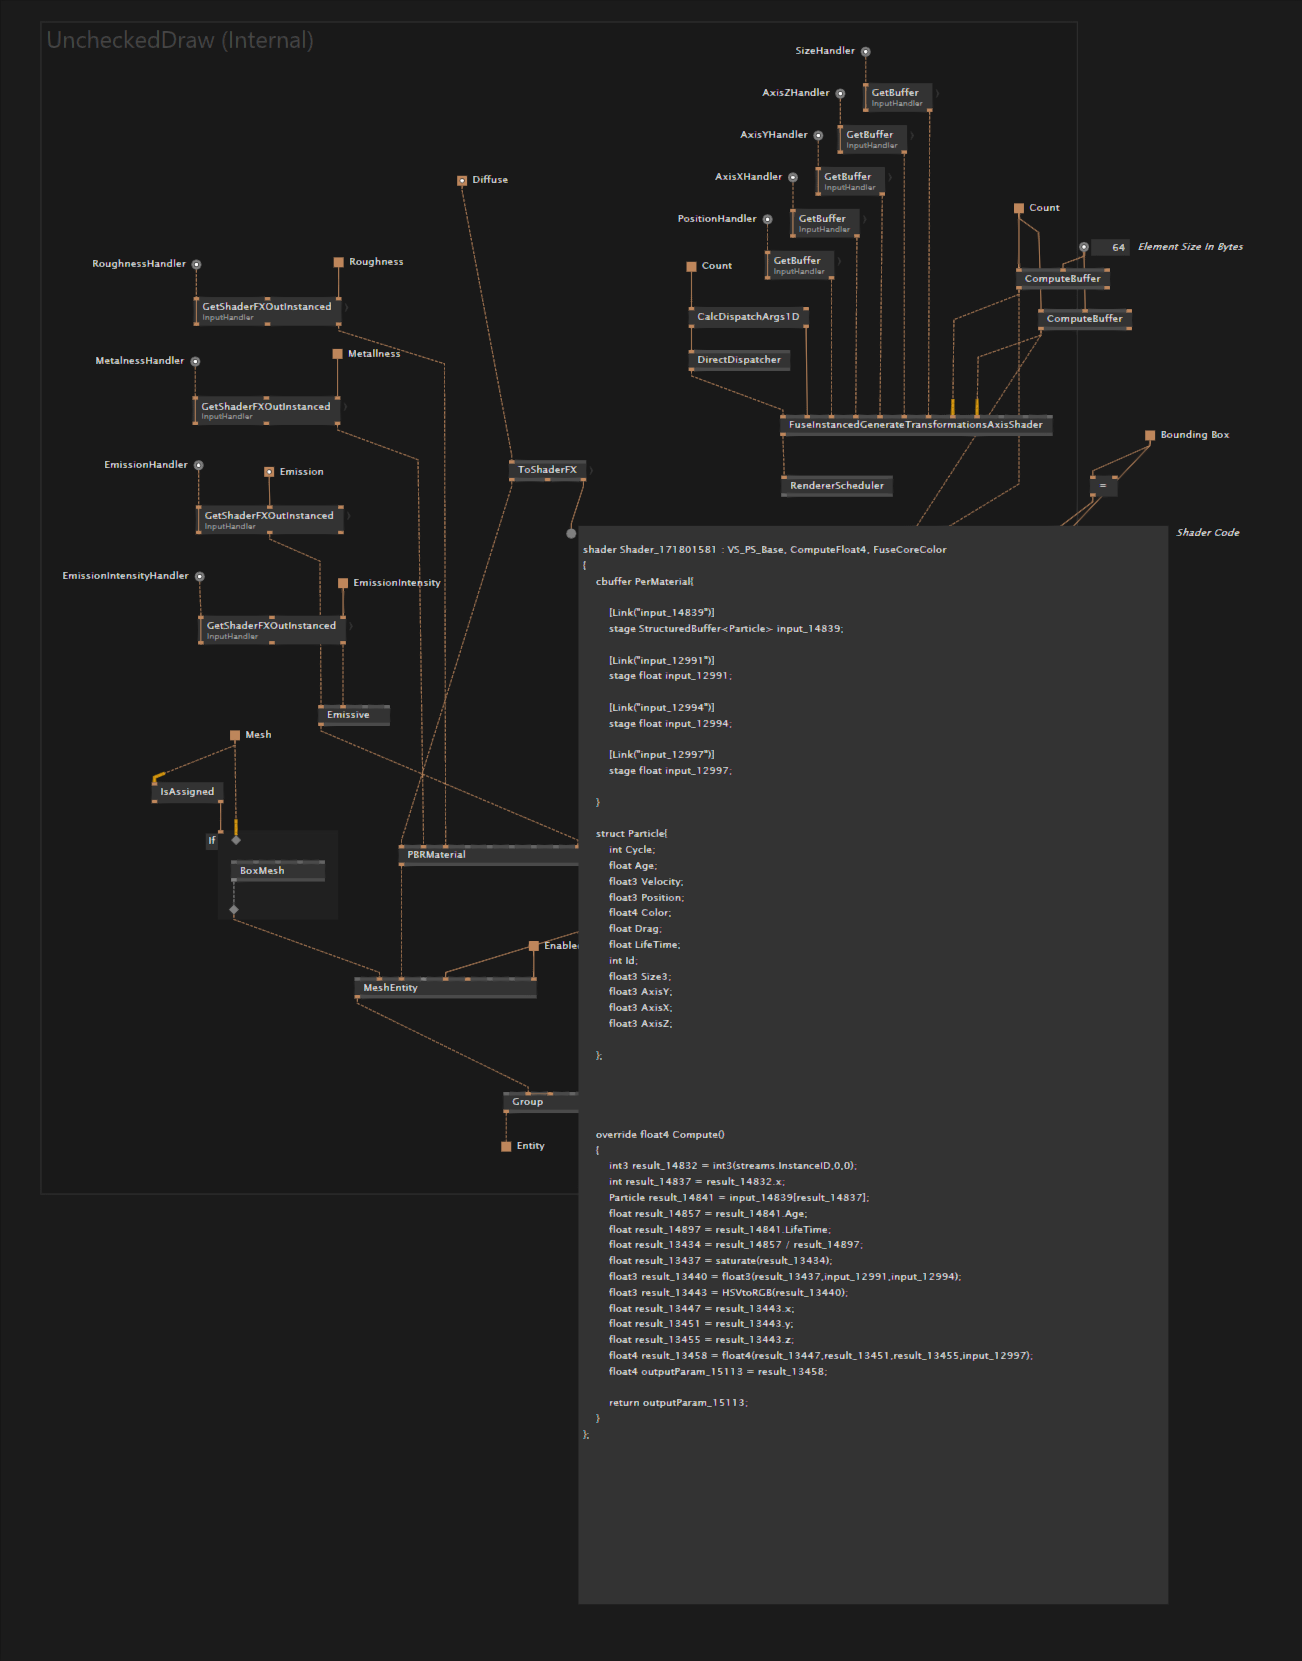 UncheckedDraw (Internal)
SizeHandler
GetBuffer
InputHandler
AxisZHandler
GetBuffer
InputHandler
AxisYHandler
GetBuffer
InputHandler
AxisXHandler
GetBuffer
InputHandler
PositionHandler
GetBuffer
InputHandler
Diffuse
Count
64
Element Size In Bytes
ComputeBuffer
ComputeBuffer
Count
CalcDispatchArgs1D
DirectDispatcher
FuseInstancedGenerateTransformationsAxisShader
RendererScheduler
Bounding Box
=
RoughnessHandler
Roughness
GetShaderFXOutInstanced
InputHandler
MetalnessHandler
Metallness
GetShaderFXOutInstanced
InputHandler
EmissionHandler
Emission
GetShaderFXOutInstanced
InputHandler
EmissionIntensityHandler
EmissionIntensity
GetShaderFXOutInstanced
InputHandler
ToShaderFX
Emissive
Mesh
IsAssigned
If
BoxMesh
PBRMaterial
Enable
MeshEntity
Group
Entity
Shader Code
shader Shader_171801581 : VS_PS_Base, ComputeFloat4, FuseCoreColor
{
cbuffer PerMaterial{
[Link("input_14839")]
stage StructuredBuffer<Particle> input_14839;
[Link("input_12991")]
stage float input_12991;
[Link("input_12994")]
stage float input_12994;
[Link("input_12997")]
stage float input_12997;
}
struct Particle{
int Cycle;
float Age;
float3 Velocity;
float3 Position;
float4 Color;
float Drag;
float LifeTime;
int Id;
float3 Size3;
float3 AxisY;
float3 AxisX;
float3 AxisZ;
};
override float4 Compute()
{
int3 result_14832 = int3(streams.InstanceID,0,0);
int result_14837 = result_14832.x;
Particle result_14841 = input_14839[result_14837];
float result_14857 = result_14841.Age;
float result_14897 = result_14841.LifeTime;
float result_13434 = result_14857 / result_14897;
float result_13437 = saturate(result_13434);
float3 result_13440 = float3(result_13437,input_12991,input_12994);
float3 result_13443 = HSVtoRGB(result_13440);
float result_13447 = result_13443.x;
float result_13451 = result_13443.y;
float result_13455 = result_13443.z;
float4 result_13458 = float4(result_13447,result_13451,result_13455,input_12997);
float4 outputParam_15113 = result_13458;
return outputParam_15113;
}
};